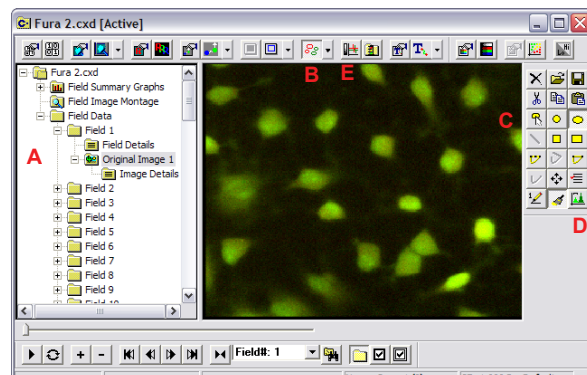 Fura 2.cxd [Active]
B
E
Fura 2.cxd
Field Summary Graphs
Field Image Montage
Field Data
Field 1
Field Details
Original Image 1
Image Details
Field 2
Field 3
Field 4
Field 5
Field 6
Field 7
Field 8
Field 9
A
C
D
Field#: 1